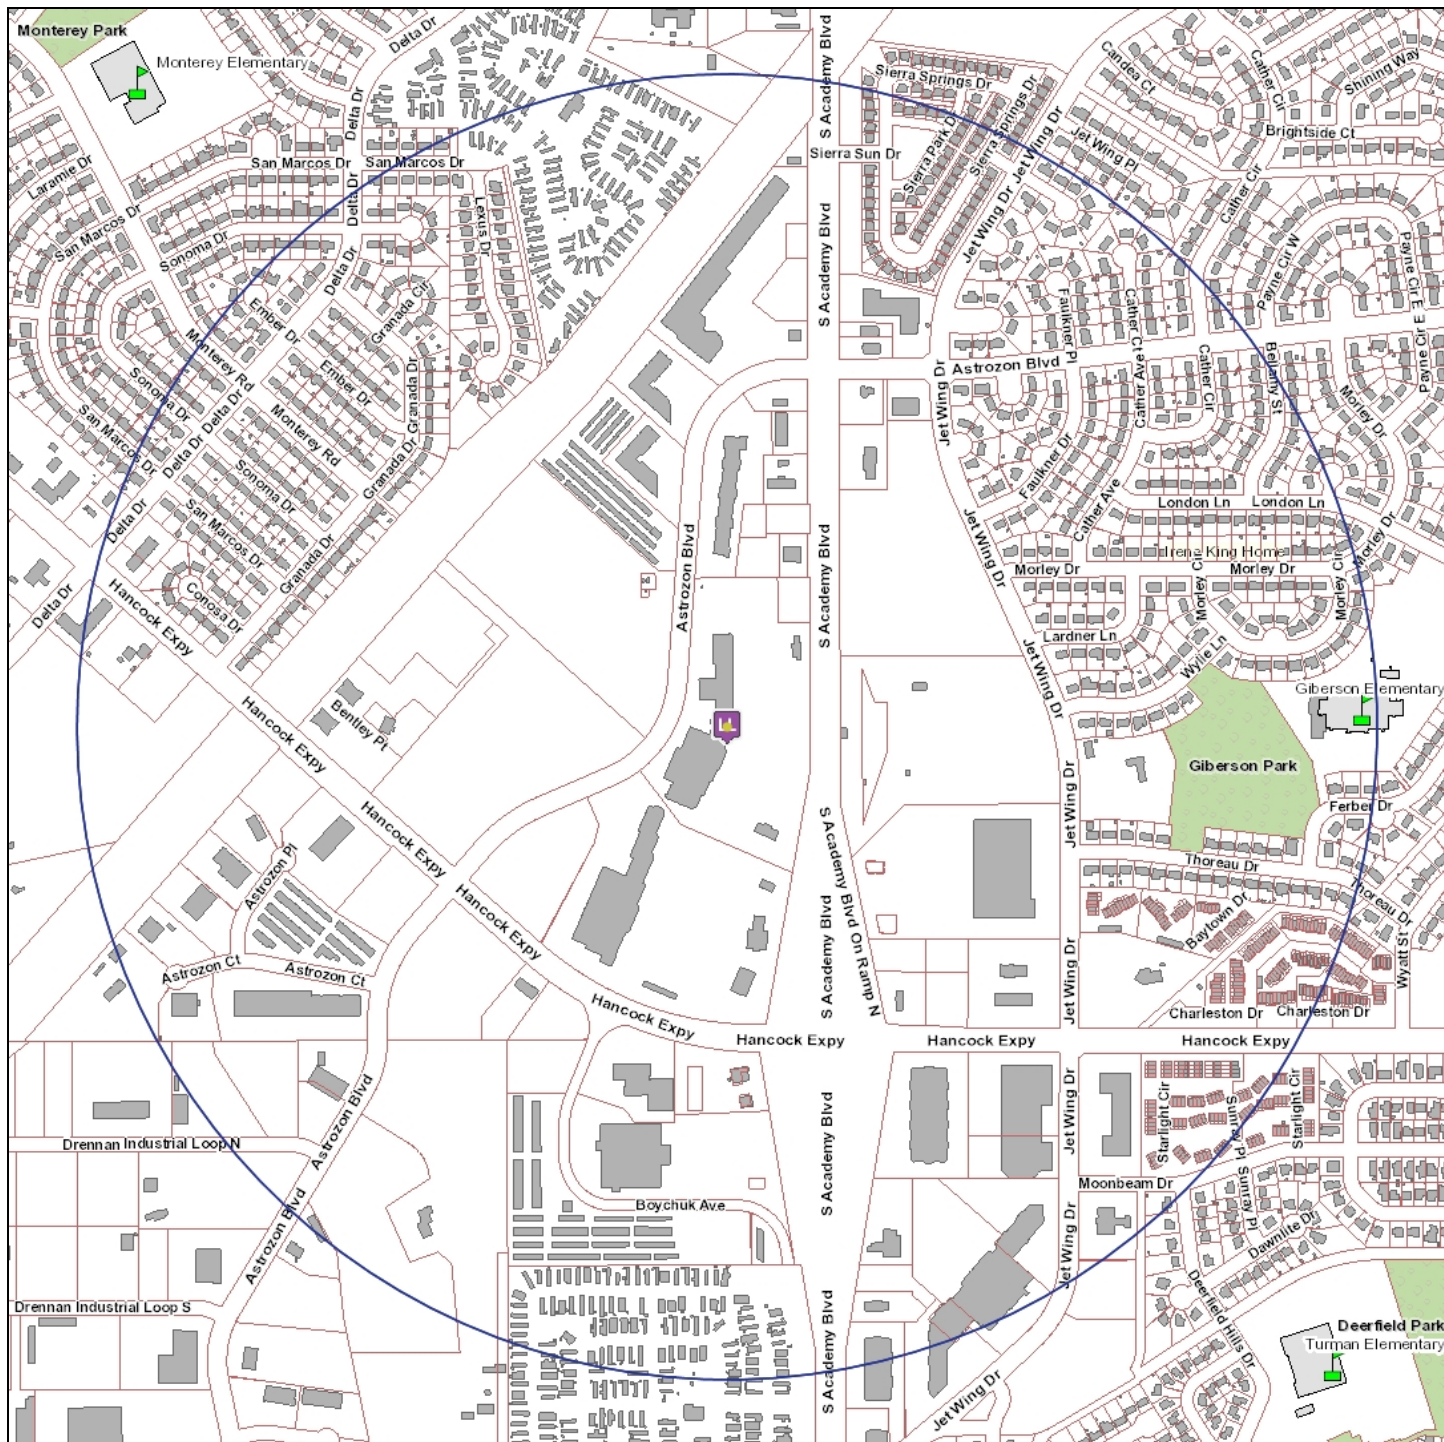 Monterey Park
Delta Dr
S Academy Blvd
Monterey Elementary
Sierra Springs Dr
Candea Ct
Cather Cir
Shining Way
Delta Dr
Sierra Springs Dr
Jet Wing Dr
Jet Wing Pl
Brightside Ct
San Marcos Dr
San Marcos Dr
Sierra Sun Dr
Sierra Park Dr
Laramie Dr
Delta Dr
Lexus Dr
Jet Wing Dr
Cather Cir
San Marcos Dr
Sonoma Dr
S Academy Blvd
Payne Cir W
Payne Cir E
Delta Dr
Ember Dr
Granada Cir
Faulkner Pl
Cather Ct
Monterey Rd
Astrozon Blvd
Jet Wing Dr
Cather Ave
Cather Cir
Bellamy St
Payne Cir E
Sonoma Dr
Ember Dr
Granada Dr
Morley Dr
San Marcos Dr
Delta Dr
Monterey Rd
Delta Dr
Sonoma Dr
Granada Dr
Faulkner Dr
Cather Ave
London Ln
London Ln
Delta Dr
San Marcos Dr
Jet Wing Dr
Morley Dr
Granada Dr
Astrozon Blvd
S Academy Blvd
Irene King Home
Morley Dr
Morley Dr
Morley Cir
Morley Cir
Conosa Dr
Delta Dr
Hancock Expy
Lardner Ln
Wylie Ln
Jet Wing Dr
Giberson Elementary
Hancock Expy
Bentley Pt
Giberson Park
Jet Wing Dr
Ferber Dr
Hancock Expy
S Academy Blvd On Ramp N
Astrozon Pl
Thoreau Dr
Thoreau Dr
Hancock Expy
S Academy Blvd
Baytown Dr
Wyatt St
Astrozon Ct
Astrozon Ct
Jet Wing Dr
Charleston Dr
Charleston Dr
Hancock Expy
Hancock Expy
Hancock Expy
Hancock Expy
Astrozon Blvd
S Academy Blvd
Jet Wing Dr
Starlight Cir
Sunray Pl
Starlight Cir
Drennan Industrial Loop N
Moonbeam Dr
Boychuk Ave
Astrozon Blvd
Jet Wing Dr
Sunray Pl
Dawnlite Dr
Drennan Industrial Loop S
S Academy Blvd
Deerfield Hills Dr
Deerfield Park
Turman Elementary
Jet Wing Dr